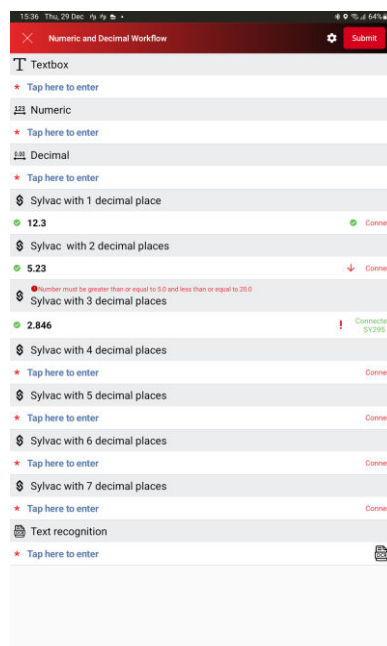 15:36 Thu, 29 Dec
64%
Numeric and Decimal Workflow
Submit
T Textbox
* Tap here to enter
123 Numeric
* Tap here to enter
0.00 Decimal
* Tap here to enter
Sylvac with 1 decimal place
12.3 Conne
Sylvac with 2 decimal places
5.23 Conne
Number must be greater than or equal to 5.0 and less than or equal to 20.0
Sylvac with 3 decimal places
2.846 ! Connecte
SY295
Sylvac with 4 decimal places
* Tap here to enter Conne
Sylvac with 5 decimal places
* Tap here to enter Conne
Sylvac with 6 decimal places
* Tap here to enter Conne
Sylvac with 7 decimal places
* Tap here to enter Conne
Text recognition
* Tap here to enter